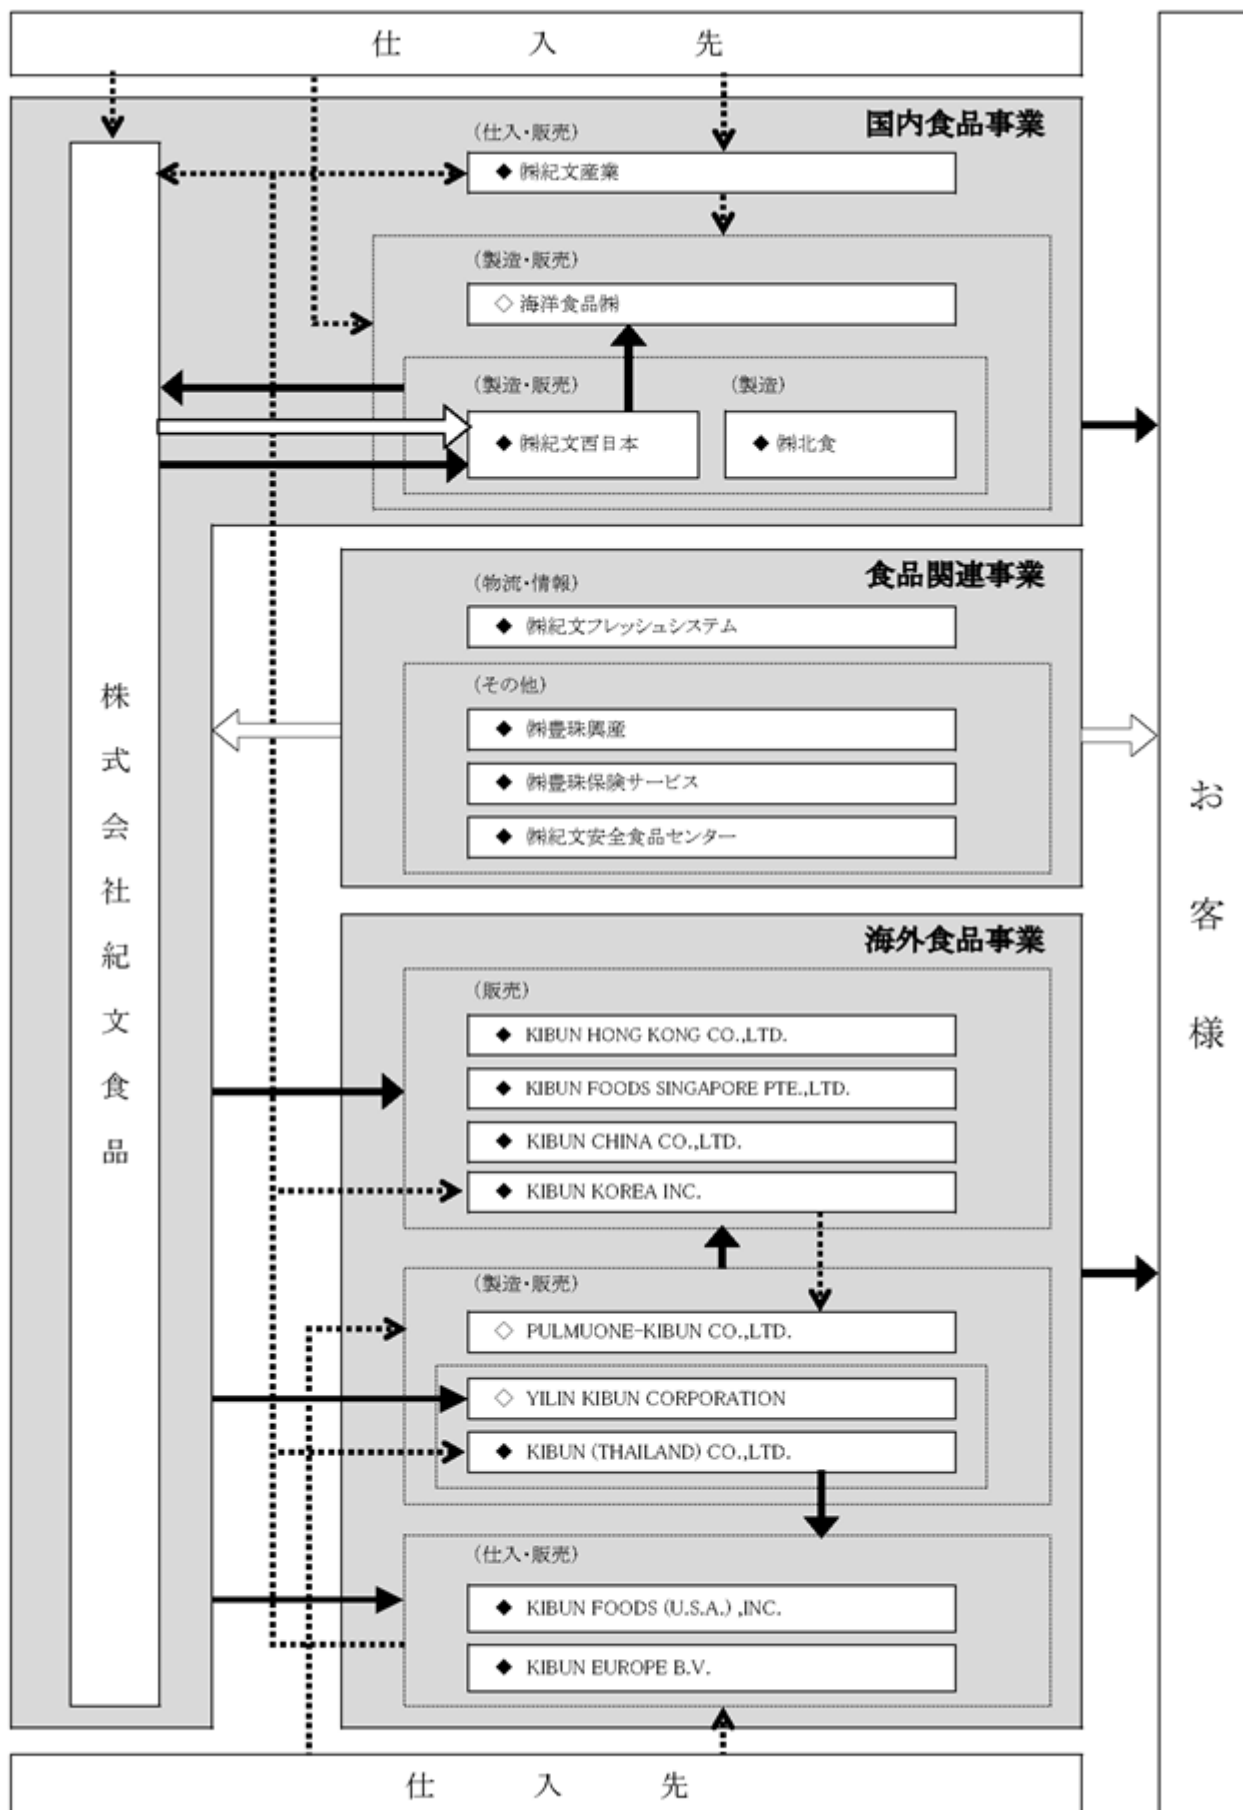 仕入先
国内食品事業
(仕入・販売)
◆ ㈱紀文産業
(製造・販売)
◇ 海洋食品㈱
(製造・販売)
(製造)
◆ ㈱紀文西日本
◆ ㈱北食
食品関連事業
(物流・情報)
◆ ㈱紀文フレッシュシステム
(その他)
◆ ㈱豊珠興産
◆ ㈱豊珠保険サービス
◆ ㈱紀文安全食品センター
株式会社紀文食品
お客様
海外食品事業
(販売)
◆ KIBUN HONG KONG CO.,LTD.
◆ KIBUN FOODS SINGAPORE PTE.,LTD.
◆ KIBUN CHINA CO.,LTD.
◆ KIBUN KOREA INC.
(製造・販売)
◇ PULMUONE-KIBUN CO.,LTD.
◇ YILIN KIBUN CORPORATION
◆ KIBUN (THAILAND) CO.,LTD.
(仕入・販売)
◆ KIBUN FOODS (U.S.A.) ,INC.
◆ KIBUN EUROPE B.V.
仕入先